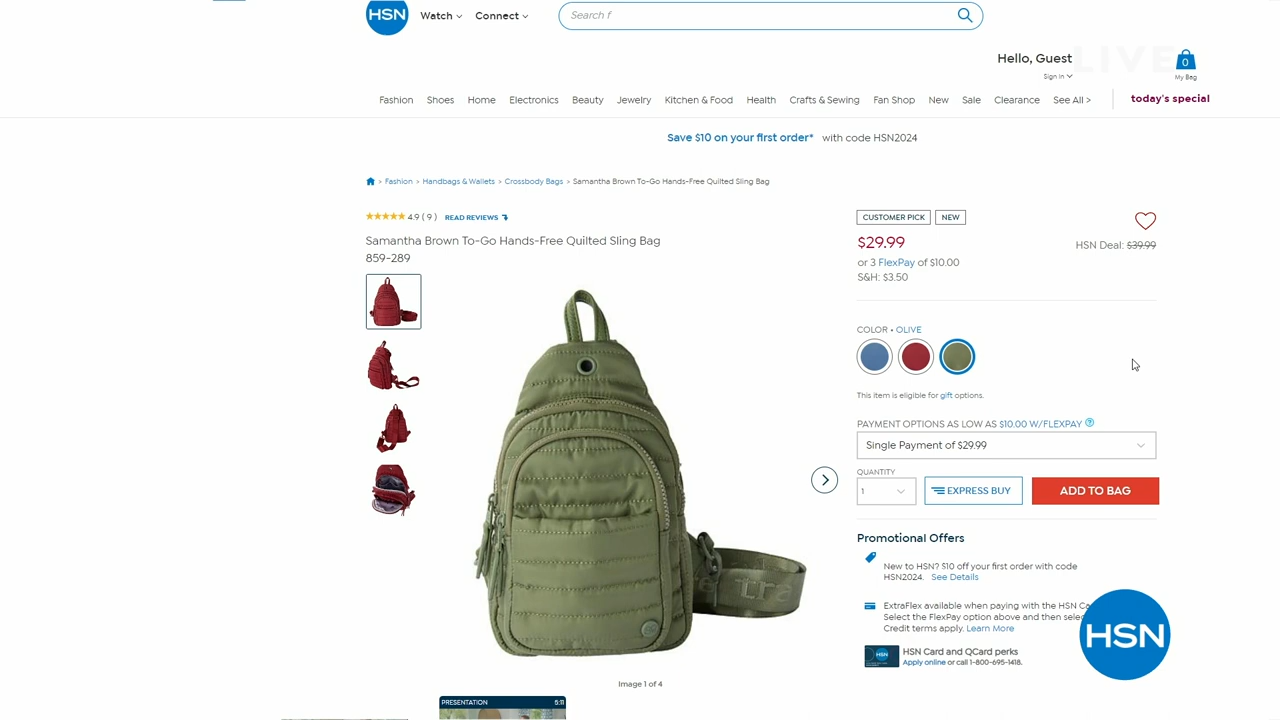 HSN
Watch
Connect
Search f
LIVE
Hello, Guest
Sign in
0
My Bag
Fashion Shoes Home Electronics Beauty Jewelry Kitchen & Food Health Crafts & Sewing Fan Shop New Sale Clearance See All >
today's special
Save $10 on your first order* with code HSN2024
> Fashion > Handbags & Wallets > Crossbody Bags > Samantha Brown To-Go Hands-Free Quilted Sling Bag
4.9 ( 9 ) READ REVIEWS
Samantha Brown To-Go Hands-Free Quilted Sling Bag
859-289
CUSTOMER PICK
NEW
$29.99
HSN Deal: $39.99
or 3 FlexPay of $10.00
S&H: $3.50
COLOR • OLIVE
This item is eligible for gift options.
PAYMENT OPTIONS AS LOW AS $10.00 W/FLEXPAY ?
Single Payment of $29.99
QUANTITY
1
EXPRESS BUY
ADD TO BAG
Promotional Offers
New to HSN? $10 off your first order with code
HSN2024. See Details
ExtraFlex available when paying with the HSN
Select the FlexPay option above and then
Credit terms apply. Learn More
HSN
HSN Card and QCard perks
Apply online or call 1-800-695-1418.
HSN
Image 1 of 4
PRESENTATION 5:11